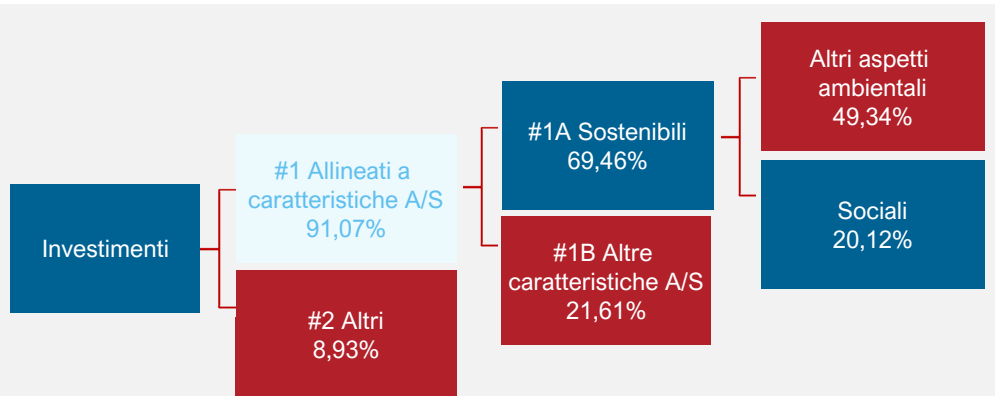 Investimenti
#1 Allineati a
caratteristiche A/S
91,07%
#2 Altri
8,93%
#1A Sostenibili
69,46%
#1B Altre
caratteristiche A/S
21,61%
Altri aspetti
ambientali
49,34%
Sociali
20,12%